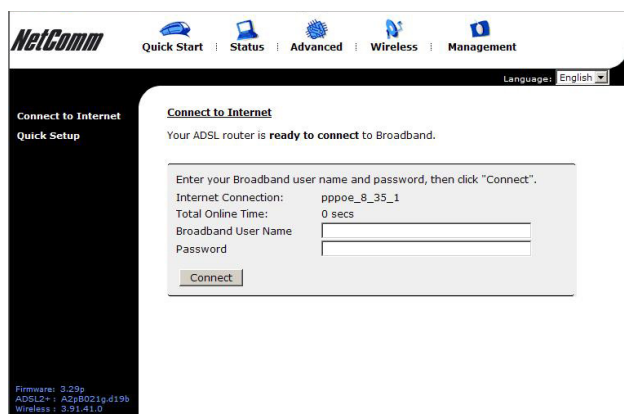 NetComm
Quick Start : Status : Advanced : Wireless : Management
Language: English
Connect to Internet
Quick Setup
Connect to Internet
Your ADSL router is ready to connect to Broadband.
Enter your Broadband user name and password, then click "Connect".
Internet Connection: pppoe_8_35_1
Total Online Time: 0 secs
Broadband User Name
Password
Connect
Firmware: 3.29p
ADSL2+ : A2pB021g.d19b
Wireless : 3.91.41.0